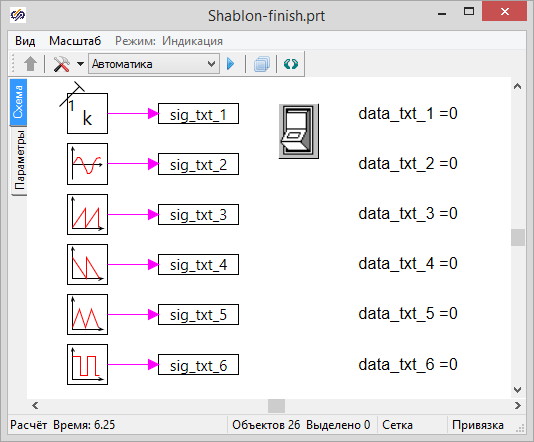 Shablon-finish.prt
Вид Масштаб Режим: Индикация
Автоматика
Схема
Параметры
1
k
sig_txt_1
data_txt_1 =0
sig_txt_2
data_txt_2 =0
sig_txt_3
data_txt_3 =0
sig_txt_4
data_txt_4 =0
sig_txt_5
data_txt_5 =0
sig_txt_6
data_txt_6 =0
Расчёт Время: 6.25 Объектов 26 Выделено 0 Сетка Привязка